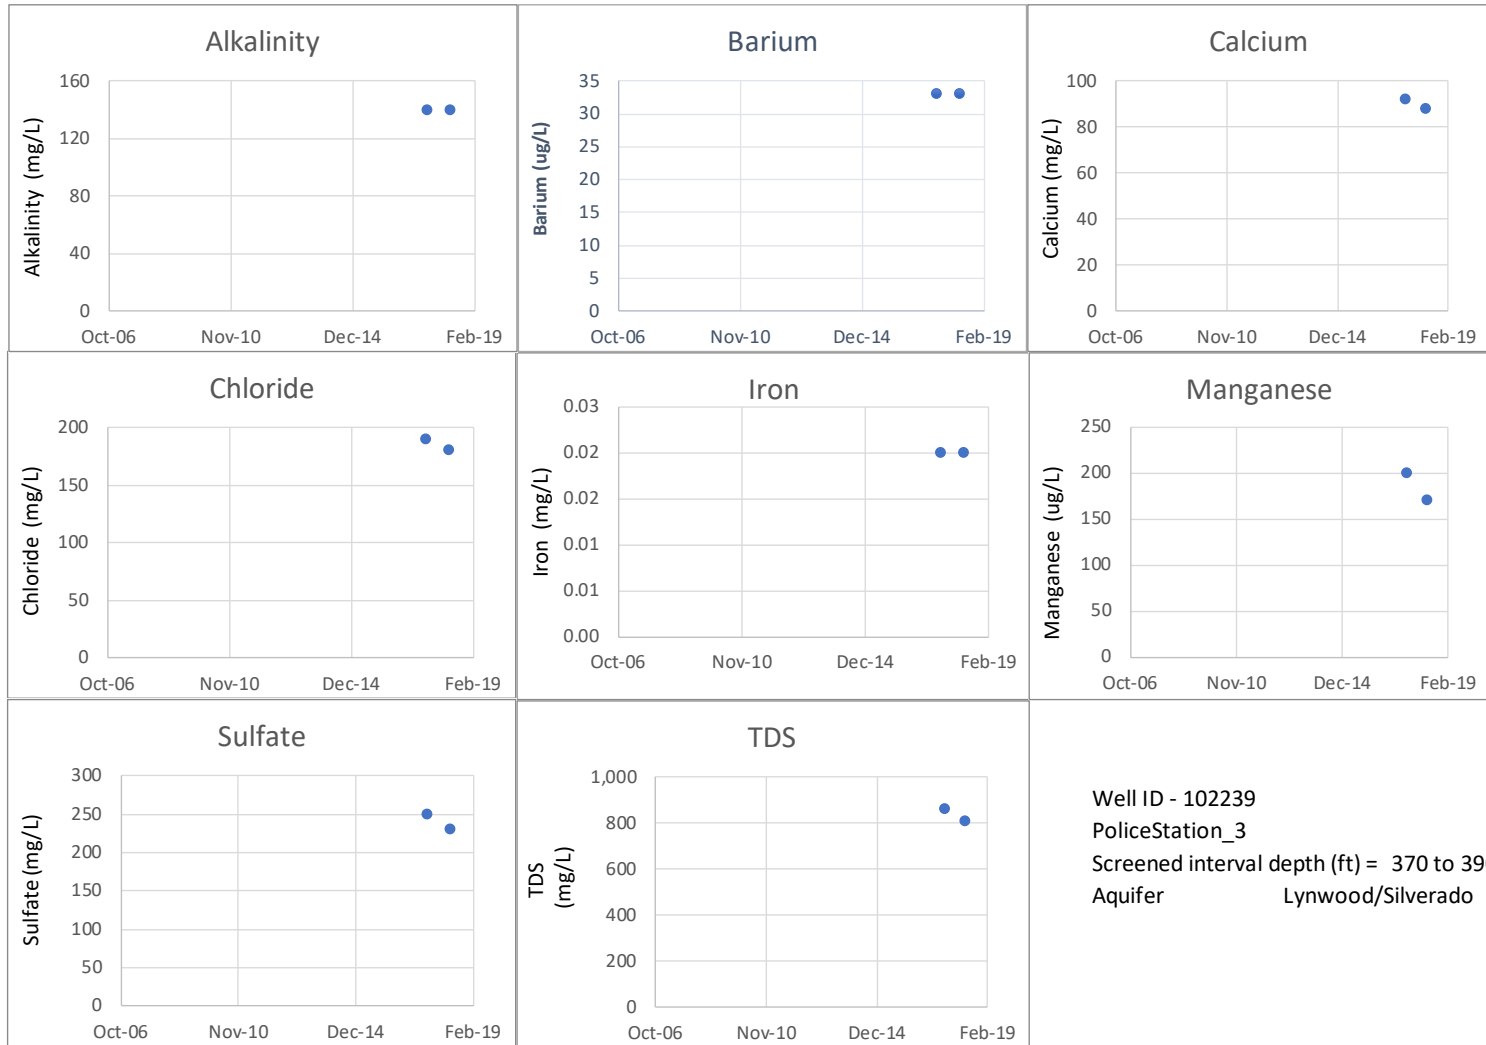 Alkalinity
Alkalinity (mg/L)
160
120
80
40
0
Oct-06 Nov-10 Dec-14 Feb-19
Barium
Barium (ug/L)
35
30
25
20
15
10
5
0
Oct-06 Nov-10 Dec-14 Feb-19
Calcium
Calcium (mg/L)
100
80
60
40
20
0
Oct-06 Nov-10 Dec-14 Feb-19
Chloride
Chloride (mg/L)
200
150
100
50
0
Oct-06 Nov-10 Dec-14 Feb-19
Iron
Iron (mg/L)
0.03
0.02
0.02
0.01
0.01
0.00
Oct-06 Nov-10 Dec-14 Feb-19
Manganese
Manganese (ug/L)
250
200
150
100
50
0
Oct-06 Nov-10 Dec-14 Feb-19
Sulfate
Sulfate (mg/L)
300
250
200
150
100
50
0
Oct-06 Nov-10 Dec-14 Feb-19
TDS
TDS
(mg/L)
1,000
800
600
400
200
0
Oct-06 Nov-10 Dec-14 Feb-19
Well ID - 102239
PoliceStation_3
Screened interval depth (ft) = 370 to
Aquifer Lynwood/Silverado